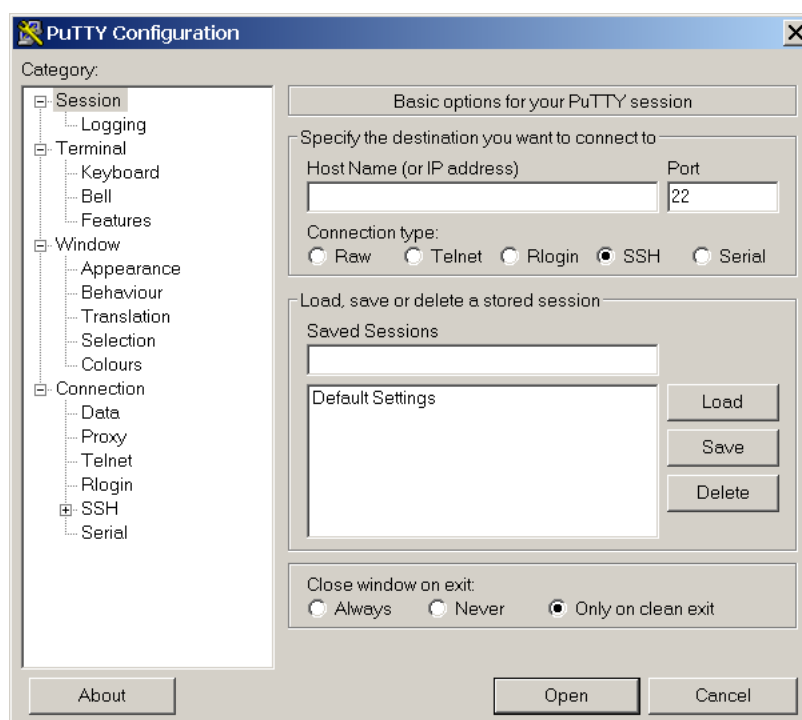 PuTTY Configuration
Category:
Session
Logging
Terminal
Keyboard
Bell
Features
Window
Appearance
Behaviour
Translation
Selection
Colours
Connection
Data
Proxy
Telnet
Rlogin
SSH
Serial
Basic options for your PuTTY session
Specify the destination you want to connect to
Host Name (or IP address) Port
22
Connection type:
Raw Telnet Rlogin SSH Serial
Load, save or delete a stored session
Saved Sessions
Default Settings
Load
Save
Delete
Close window on exit:
Always Never Only on clean exit
About Open Cancel